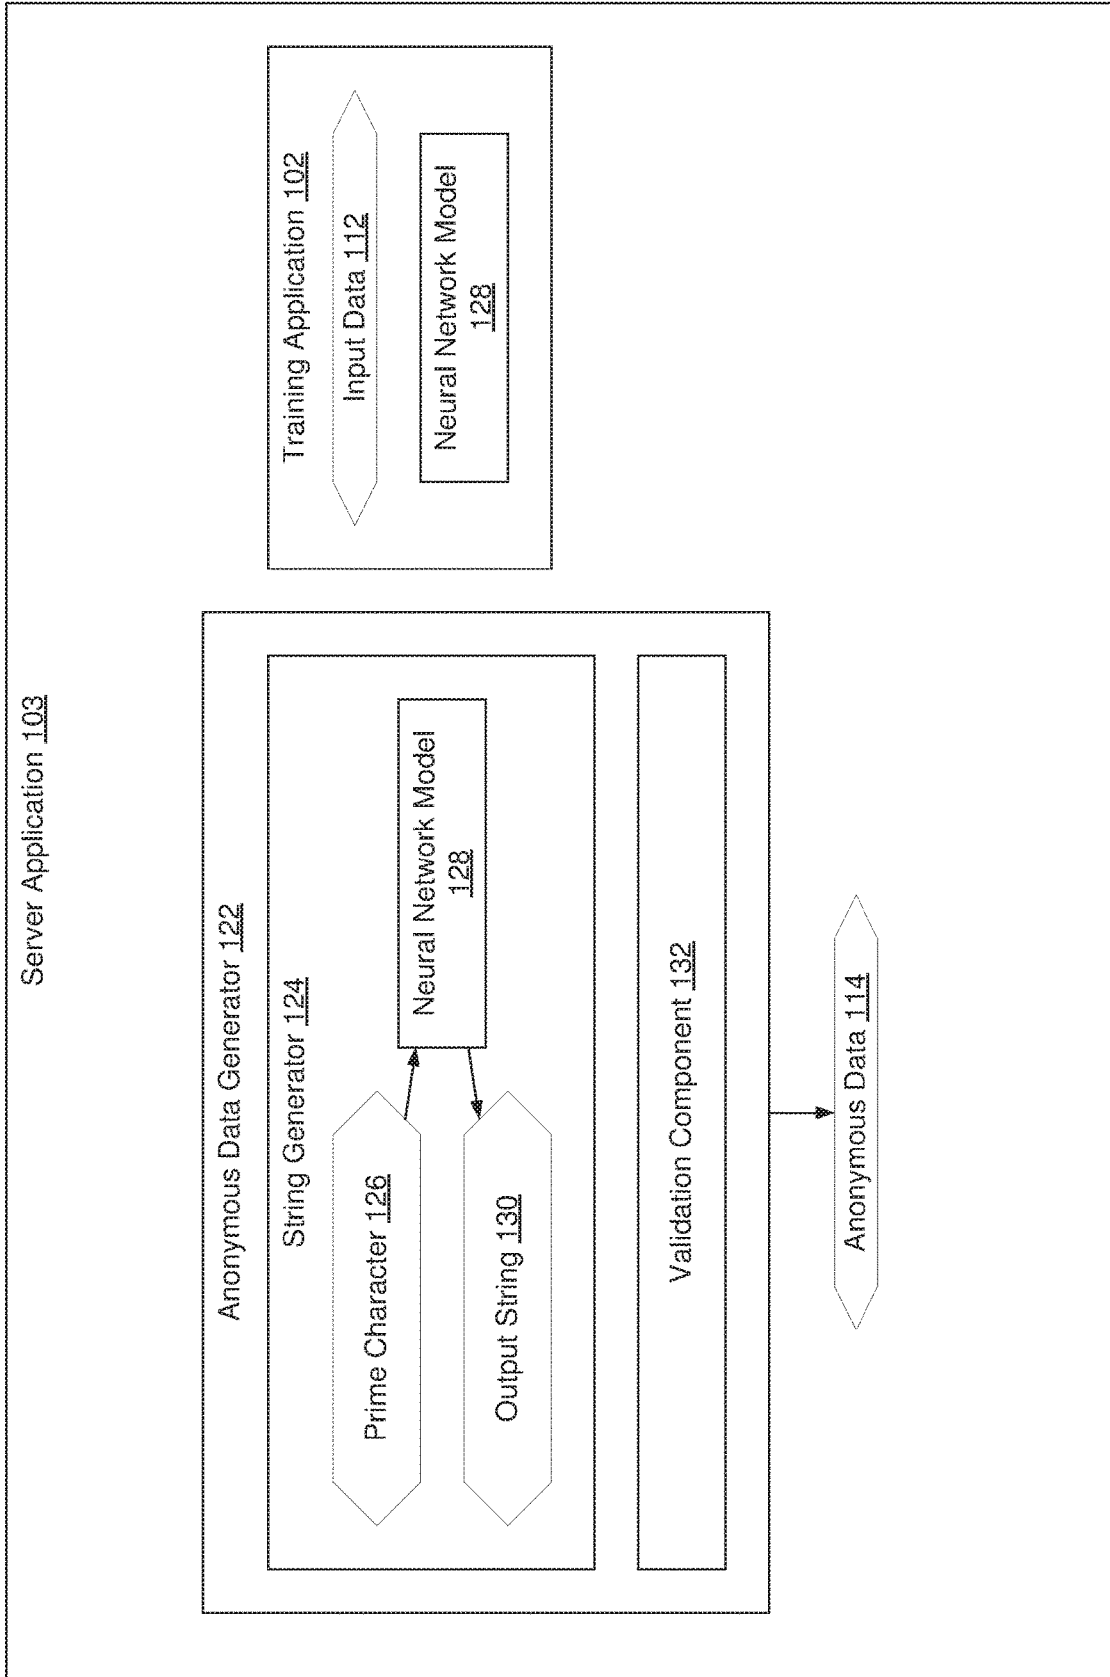 Server Application 103
Anonymous Data Generator 122
String Generator 124
Prime Character 126
Neural Network Model
128
Output String 130
Validation Component 132
Anonymous Data 114
Training Application 102
Input Data 112
Neural Network Model
128